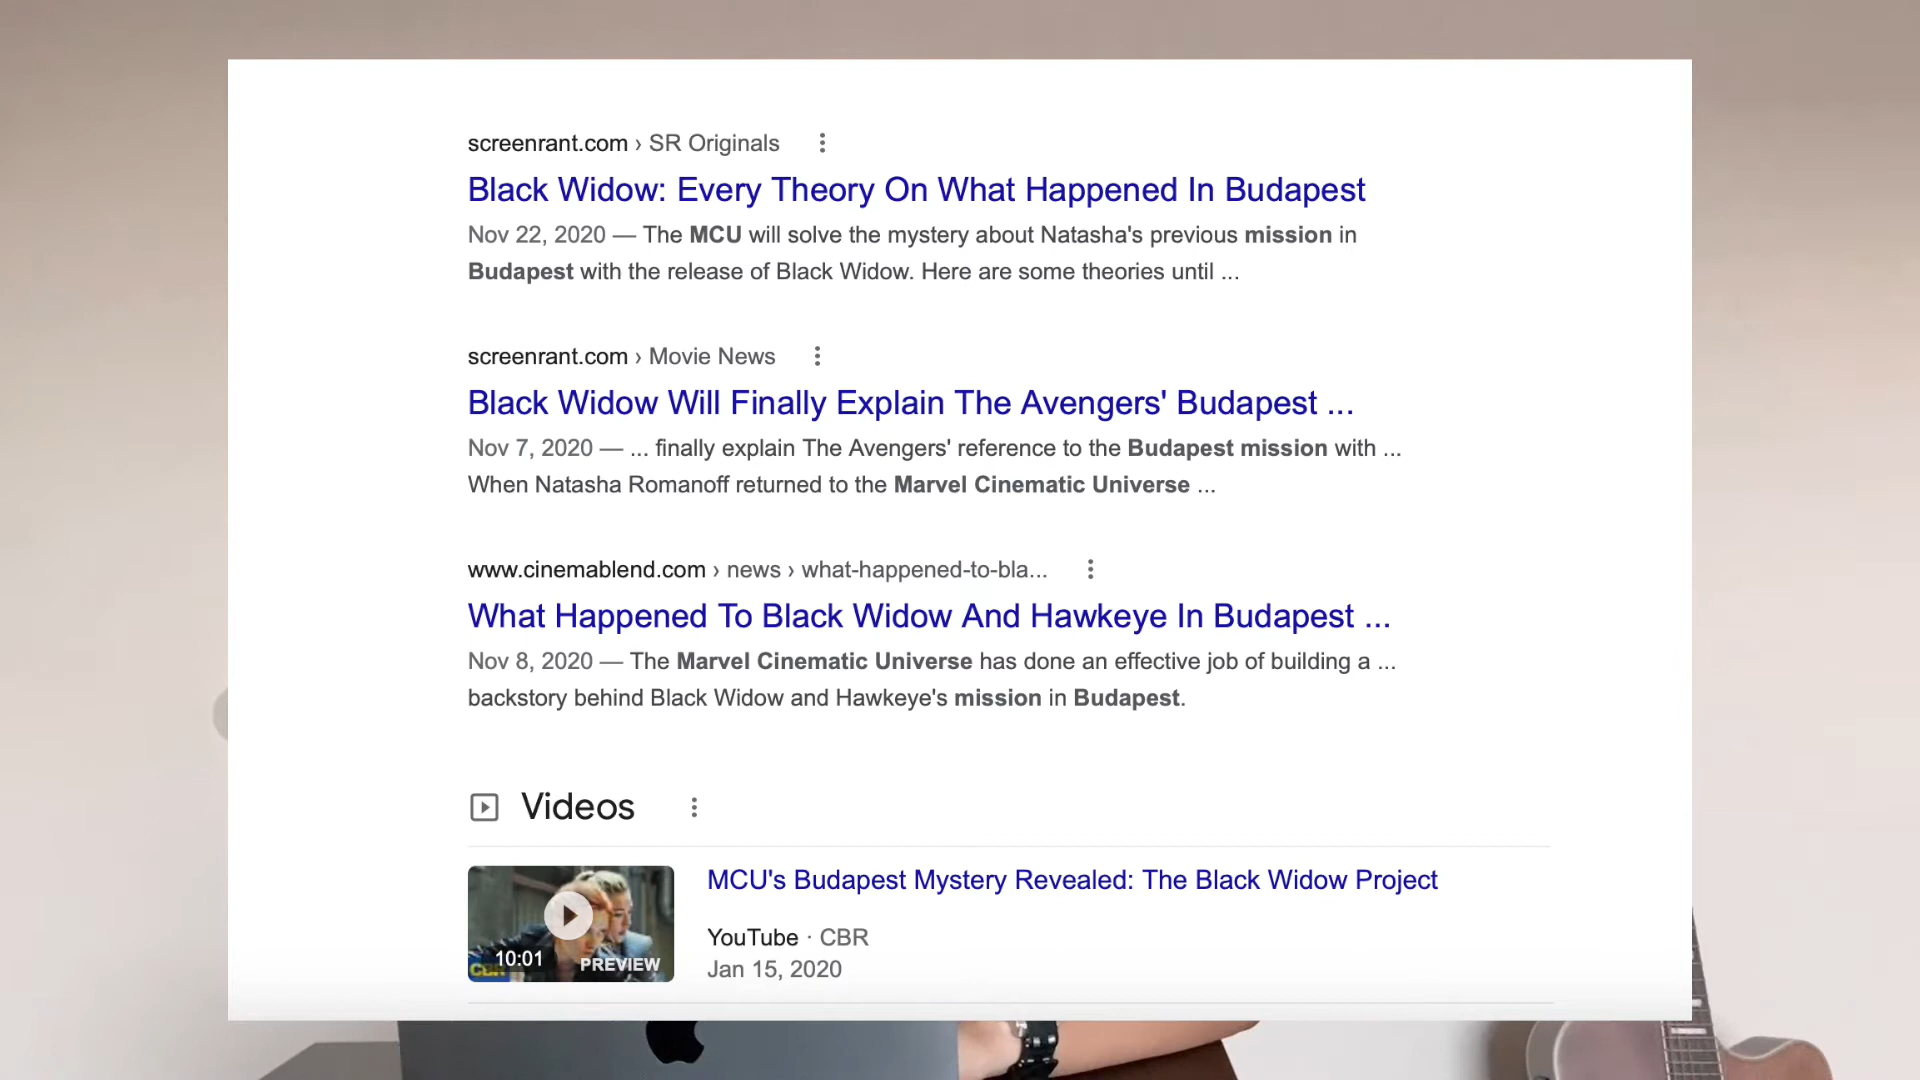 screenrant.com › SR Originals
Black Widow: Every Theory On What Happened In Budapest
Nov 22, 2020 — The MCU will solve the mystery about Natasha's previous mission in
Budapest with the release of Black Widow. Here are some theories until ...
screenrant.com › Movie News
Black Widow Will Finally Explain The Avengers' Budapest ...
Nov 7, 2020 — ... finally explain The Avengers' reference to the Budapest mission with ...
When Natasha Romanoff returned to the Marvel Cinematic Universe ...
www.cinemablend.com › news › what-happened-to-bla...
What Happened To Black Widow And Hawkeye In Budapest ...
Nov 8, 2020 — The Marvel Cinematic Universe has done an effective job of building a ...
backstory behind Black Widow and Hawkeye's mission in Budapest.
Videos
MCU's Budapest Mystery Revealed: The Black Widow Project
YouTube · CBR
Jan 15, 2020
10:01
PREVIEW
CBR